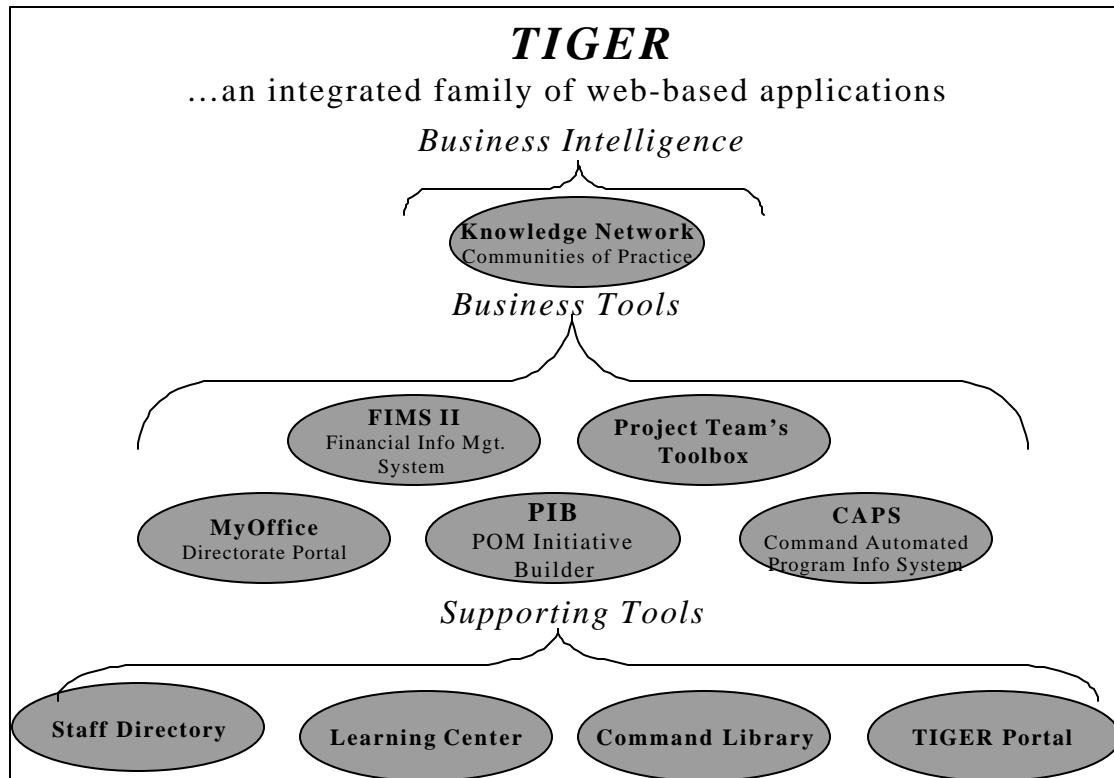 TIGER
...an integrated family of web-based applications
Business Intelligence
Knowledge Network
Communities of Practice
Business Tools
FIMS II
Financial Info Mgt.
System
Project Team's
Toolbox
MyOffice
Directorate Portal
PIB
POM Initiative
Builder
CAPS
Command Automated
Program Info System
Supporting Tools
Staff Directory
Learning Center
Command Library
TIGER Portal